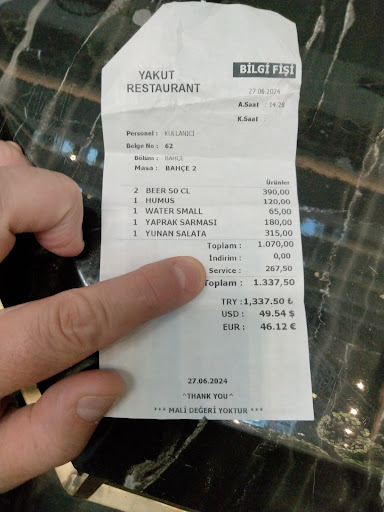 YAKUT
RESTAURANT
BİLGİ FİŞİ
27.06.2024
A.Saat : 14:28
K.Saat :
Personel : KULLANICI
Belge No : 62
Bölüm : BAHÇE
Masa : BAHÇE 2
Ürünler
2 BEER 50 CL 390,00
1 HUMUS 120,00
1 WATER SMALL 65,00
1 YAPRAK SARMASI 180,00
1 YUNAN SALATA 315,00
Toplam : 1.070,00
İndirim : 0,00
Service : 267,50
Toplam : 1.337,50
TRY : 1,337.50 ₺
USD : 49.54 $
EUR : 46.12 €
27.06.2024
^THANK YOU^
*** MALİ DEĞERİ YOKTUR ***